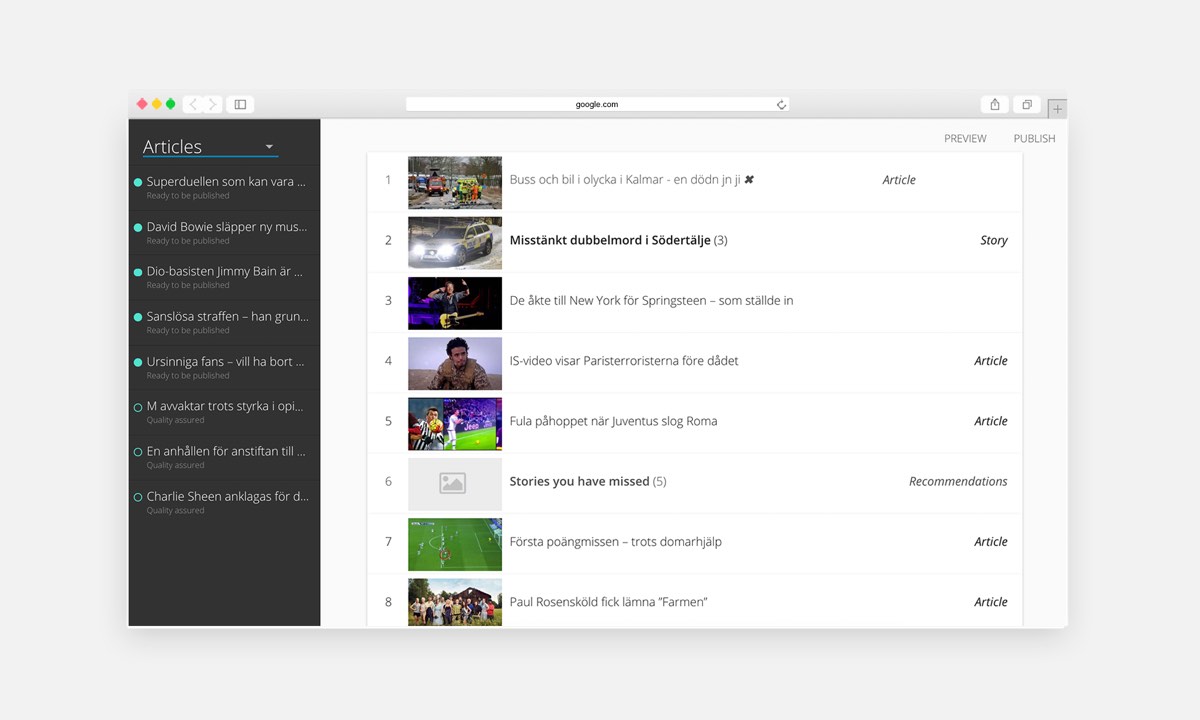 google.com
Articles
PREVIEW
PUBLISH
Superduellen som kan vara ...
Ready to be published
David Bowie släpper ny mus...
Ready to be published
Dio-basisten Jimmy Bain är ...
Ready to be published
Sanslösa straffen – han grun...
Ready to be published
Ursinniga fans – vill ha bort ...
Ready to be published
M avvaktar trots styrka i opi...
Quality assured
En anhållen för anstiftan till ...
Quality assured
Charlie Sheen anklagas för d...
Quality assured
1 Buss och bil i olycka i Kalmar - en dödn jn ji ✖ Article
2 Misstänkt dubbelmord i Södertälje (3) Story
3 De åkte till New York för Springsteen – som ställde in
4 IS-video visar Paristerroristerna före dådet Article
5 Fula påhoppet när Juventus slog Roma Article
6 Stories you have missed (5) Recommendations
7 Första poängmissen – trots domarhjälp Article
8 Paul Rosensköld fick lämna ”Farmen” Article
Jeep